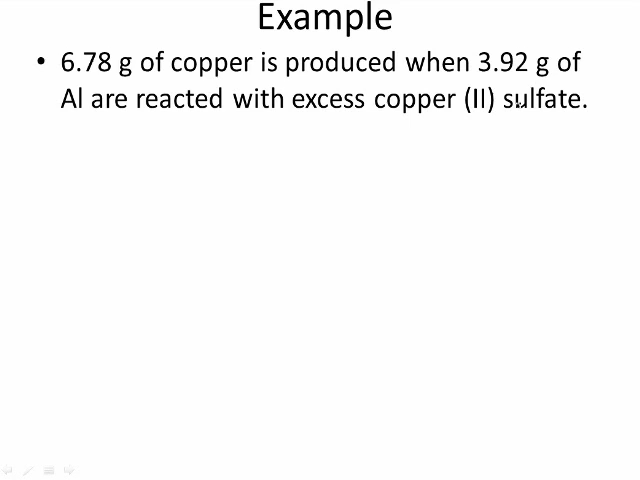 Example
• 6.78 g of copper is produced when 3.92 g of
Al are reacted with excess copper (II) sulfate.